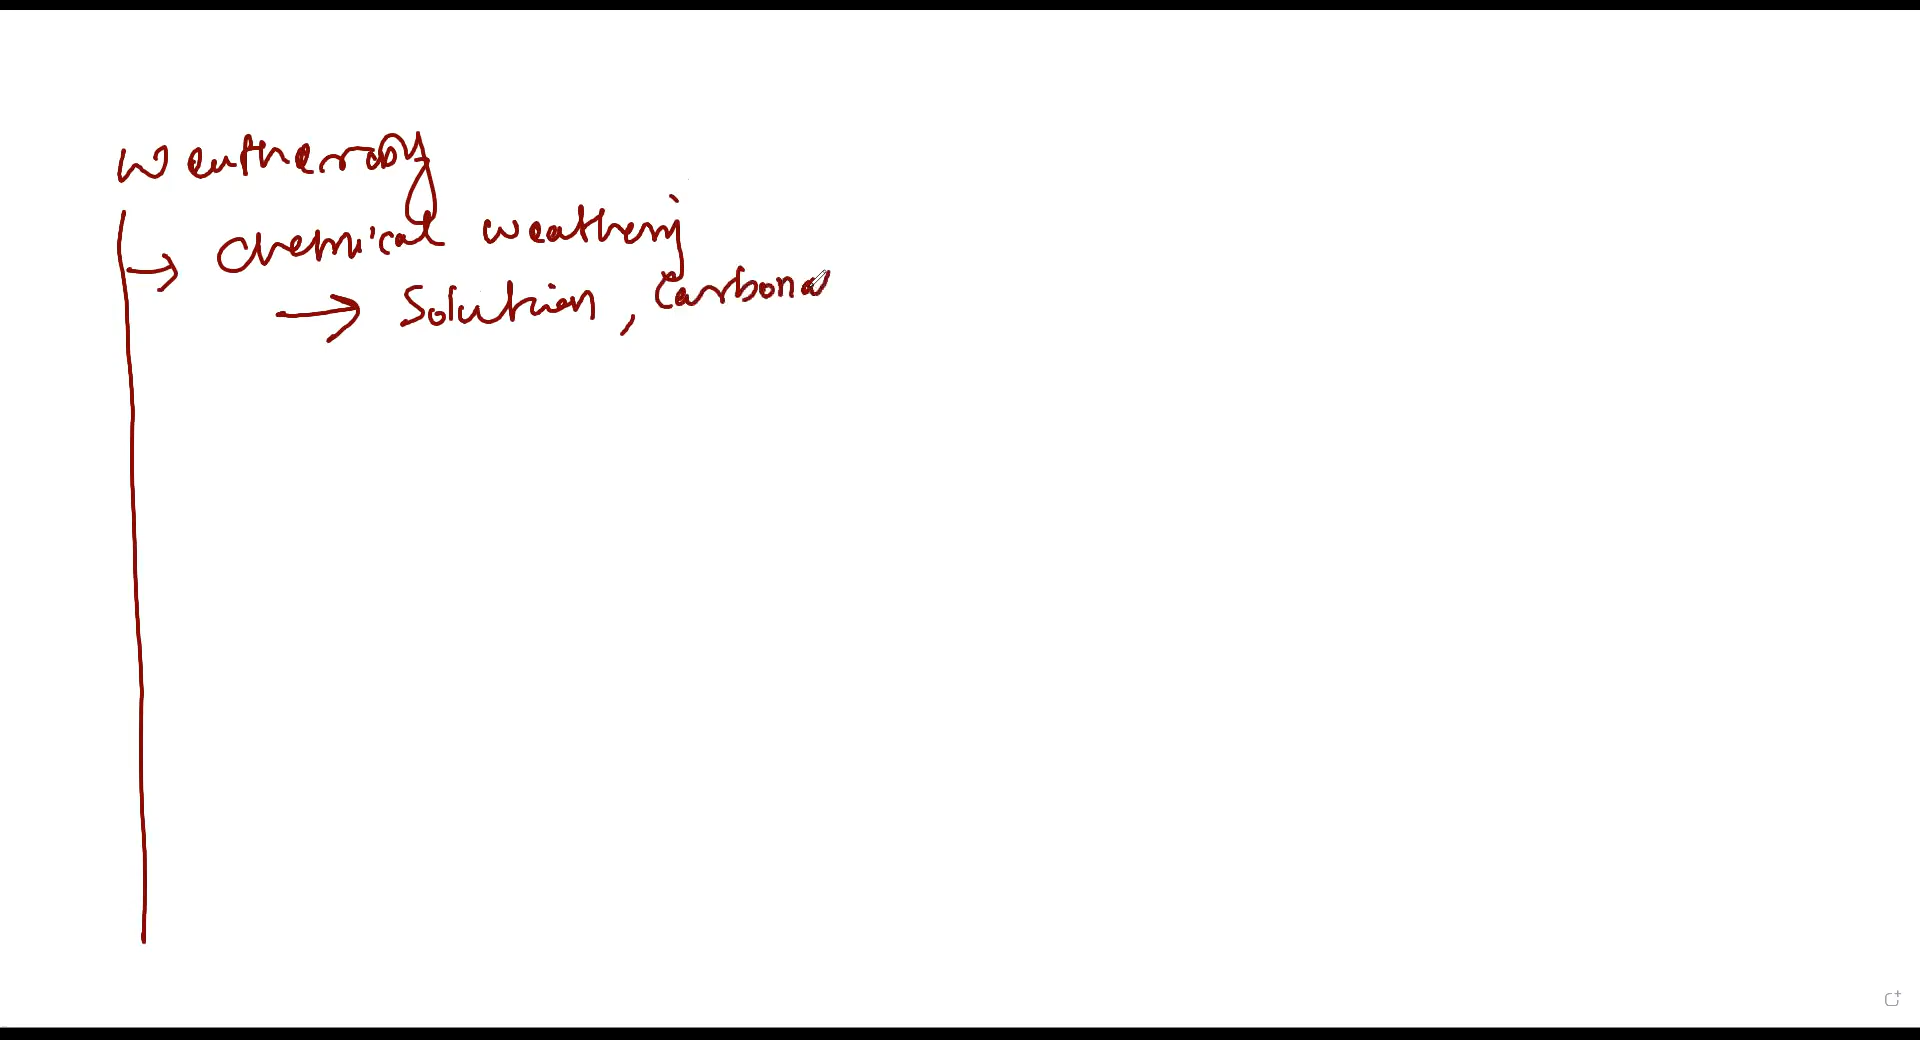 Weathering
→ Chemical weathering
→ Solution, Carbona